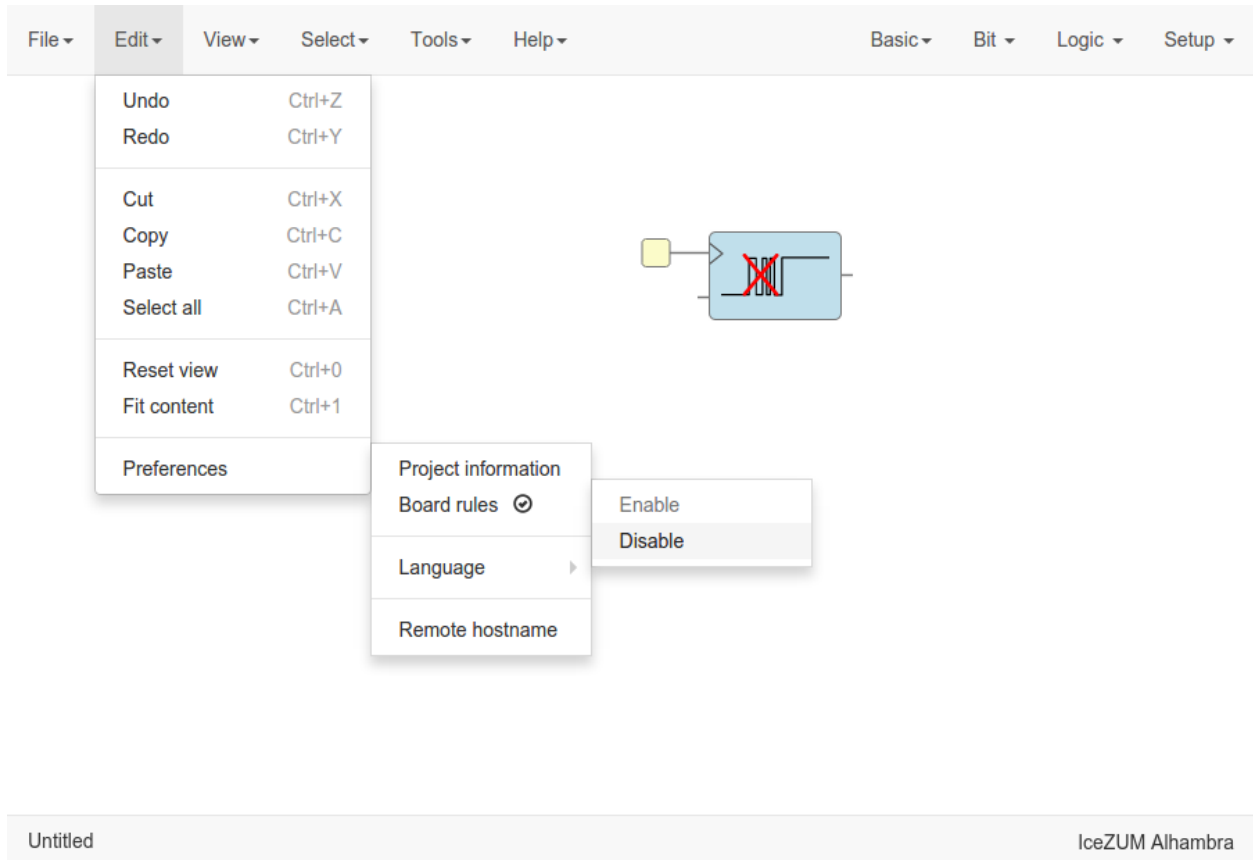 File Edit View Select Tools Help Basic Bit Logic Setup
Undo Ctrl+Z
Redo Ctrl+Y
Cut Ctrl+X
Copy Ctrl+C
Paste Ctrl+V
Select all Ctrl+A
Reset view Ctrl+0
Fit content Ctrl+1
Preferences
Project information
Board rules
Language
Remote hostname
Enable
Disable
Untitled IceZUM Alhambra